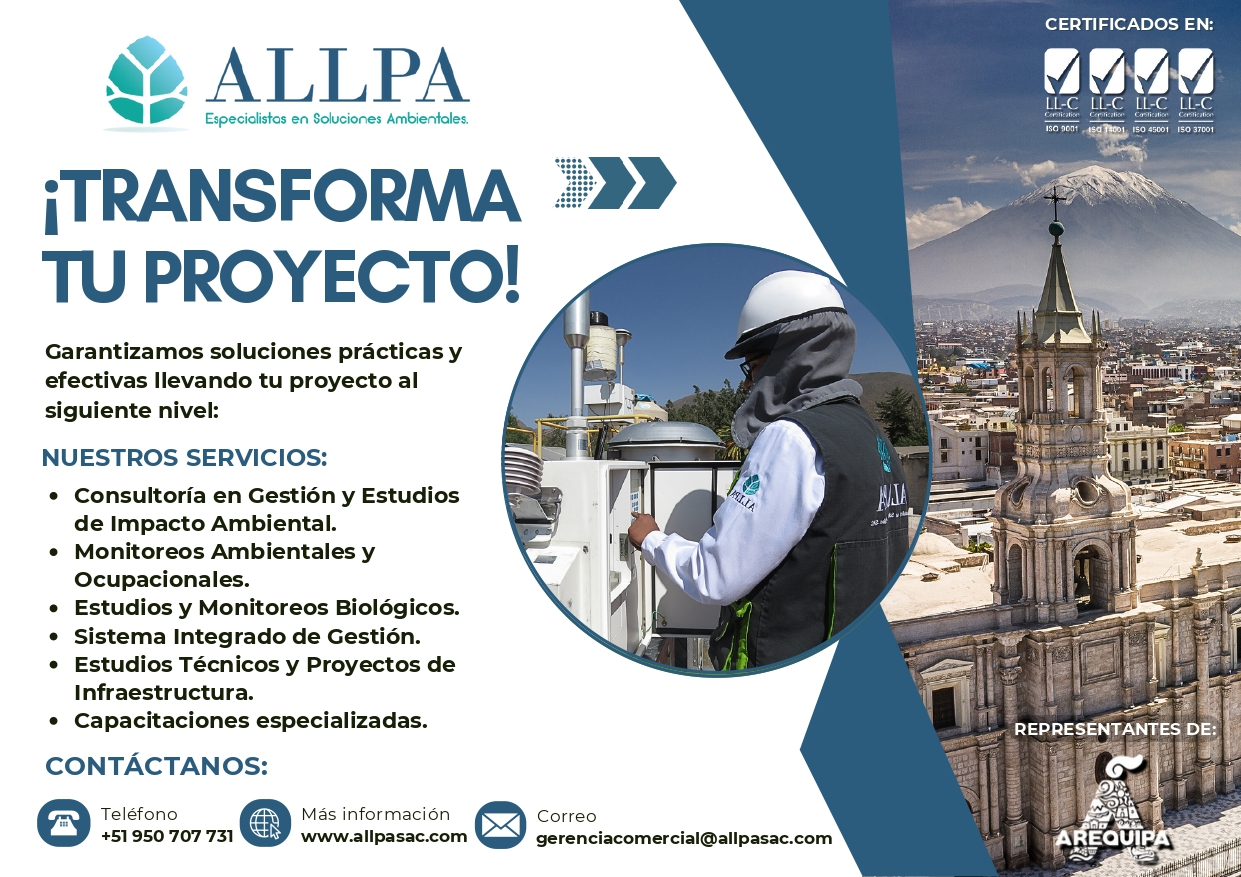 ALLPA
Especialistas en Soluciones Ambientales.
CERTIFICADOS EN:
LL-C LL-C LL-C LL-C
Certification Certification Certification Certification
ISO 9001 ISO 14001 ISO 45001 ISO 37001
¡TRANSFORMA
TU PROYECTO!
Garantizamos soluciones prácticas y
efectivas llevando tu proyecto al
siguiente nivel:
NUESTROS SERVICIOS:
• Consultoría en Gestión y Estudios
de Impacto Ambiental.
• Monitoreos Ambientales y
Ocupacionales.
• Estudios y Monitoreos Biológicos.
• Sistema Integrado de Gestión.
• Estudios Técnicos y Proyectos de
Infraestructura.
• Capacitaciones especializadas.
ALLPA
CONTÁCTANOS:
Teléfono
+51 950 707 731
Más información
www.allpasac.com
Correo
gerenciacomercial@allpasac.com
REPRESENTANTES DE:
AREQUIPA